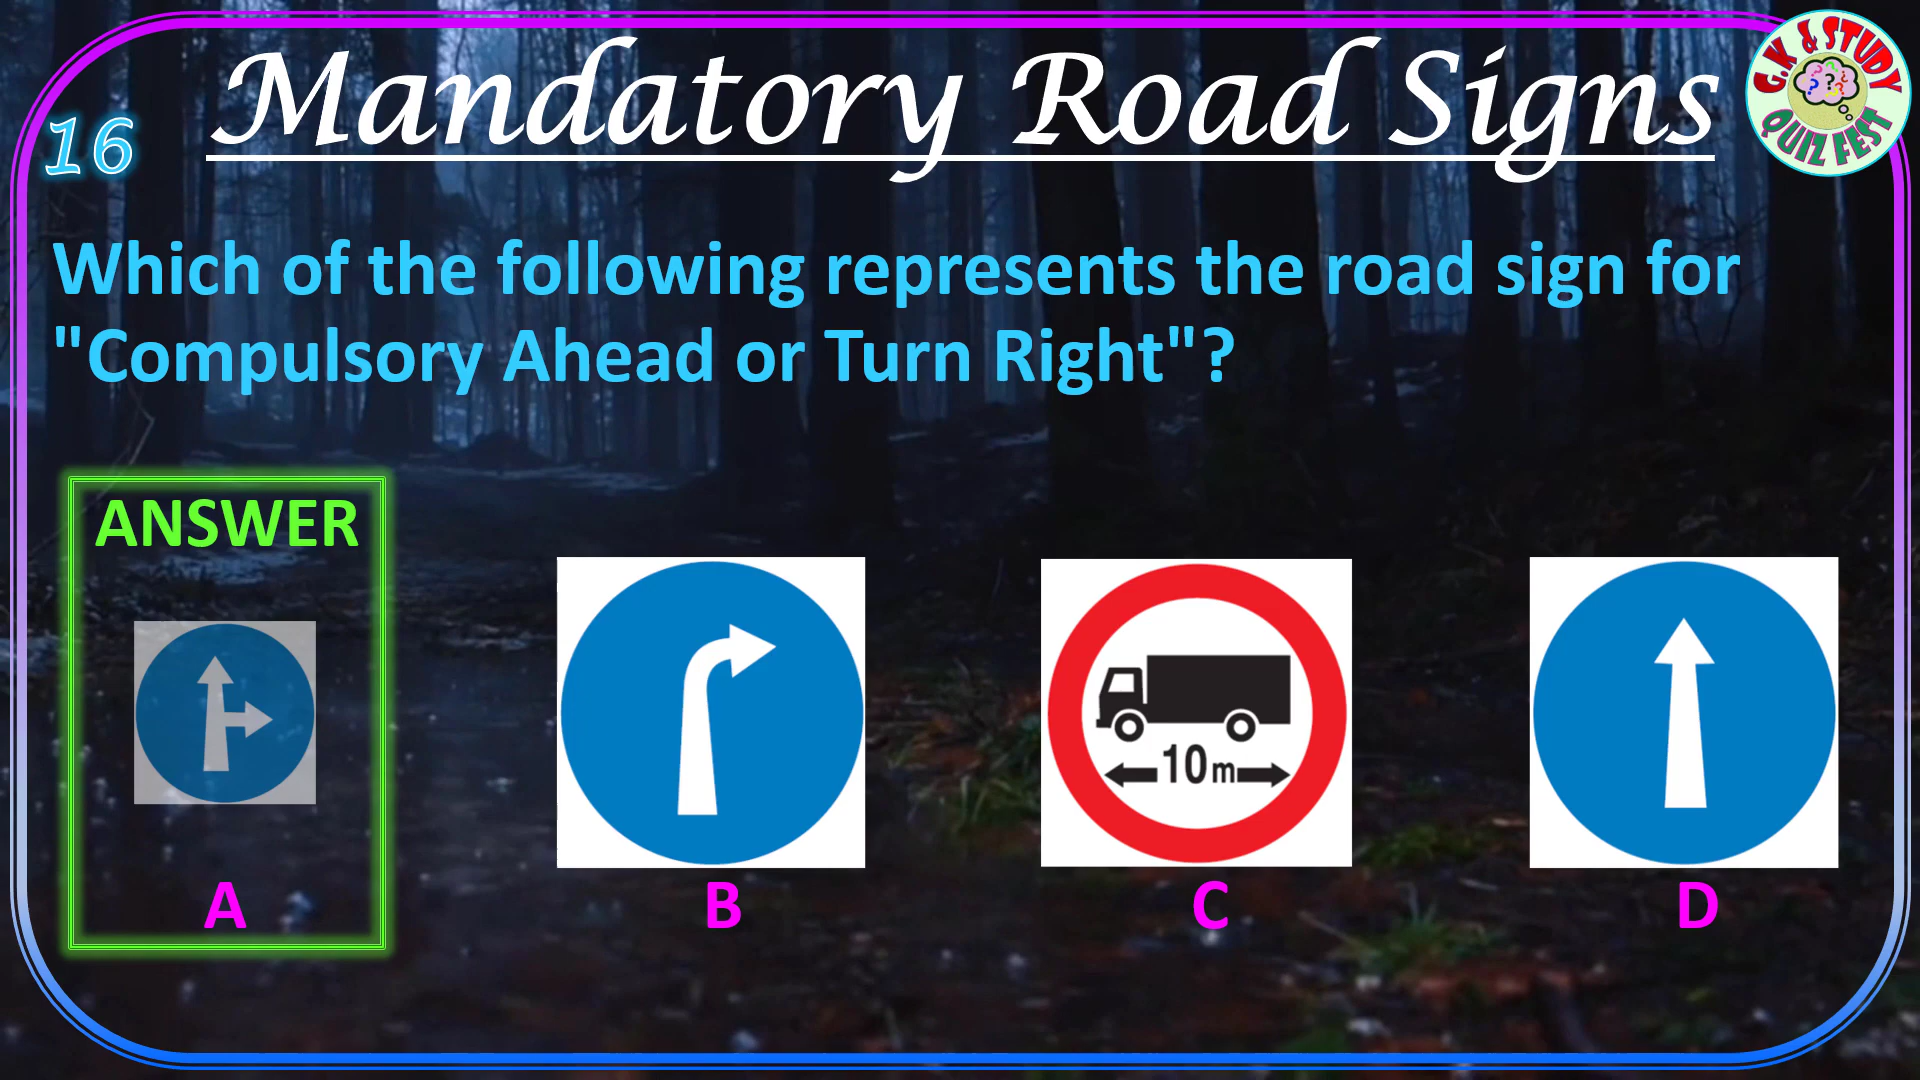 Mandatory Road Signs
G.K & STUDY
QUIZ FEST
16
Which of the following represents the road sign for
"Compulsory Ahead or Turn Right"?
ANSWER
10m
A
B
C
D